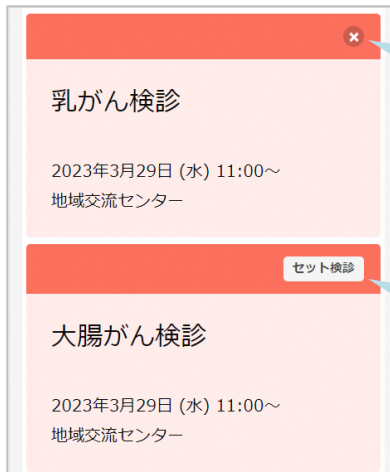 乳がん検診
2023年3月29日 (水) 11:00～
地域交流センター
セット検診
大腸がん検診
2023年3月29日 (水) 11:00～
地域交流センター